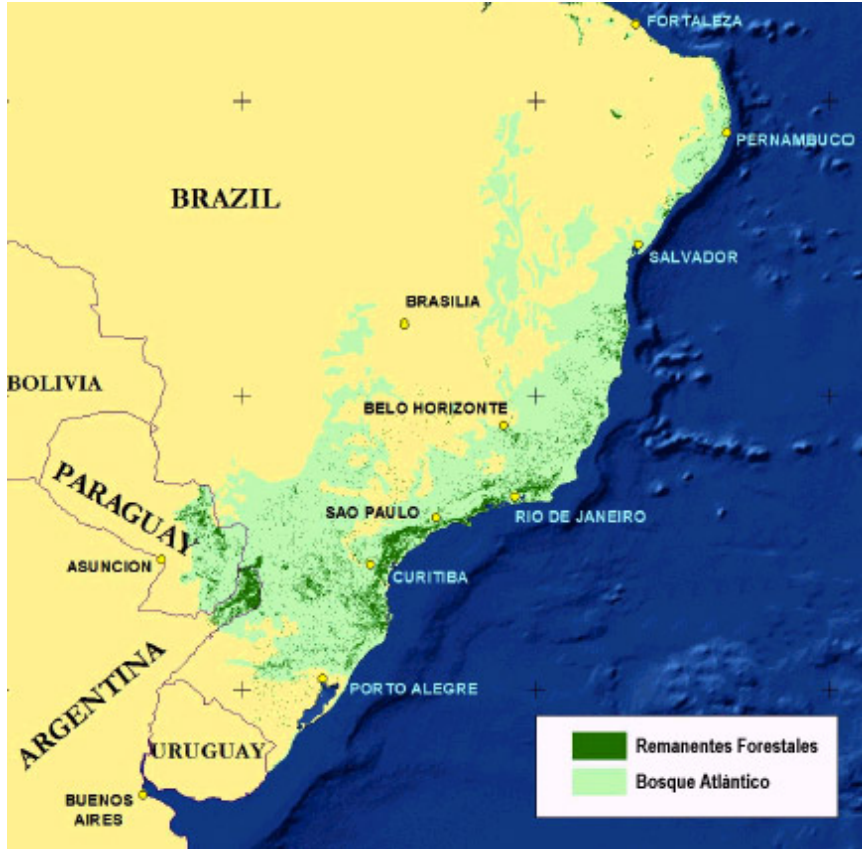 FORTALEZA
PERNAMBUCO
BRAZIL
SALVADOR
BRASILIA
BOLIVIA
BELO HORIZONTE
PARAGUAY
SAO PAULO
RIO DE JANEIRO
ASUNCION
CURITIBA
ARGENTINA
PORTO ALEGRE
URUGUAY
BUENOS
AIRES
Remanentes Forestales
Bosque Atlántico